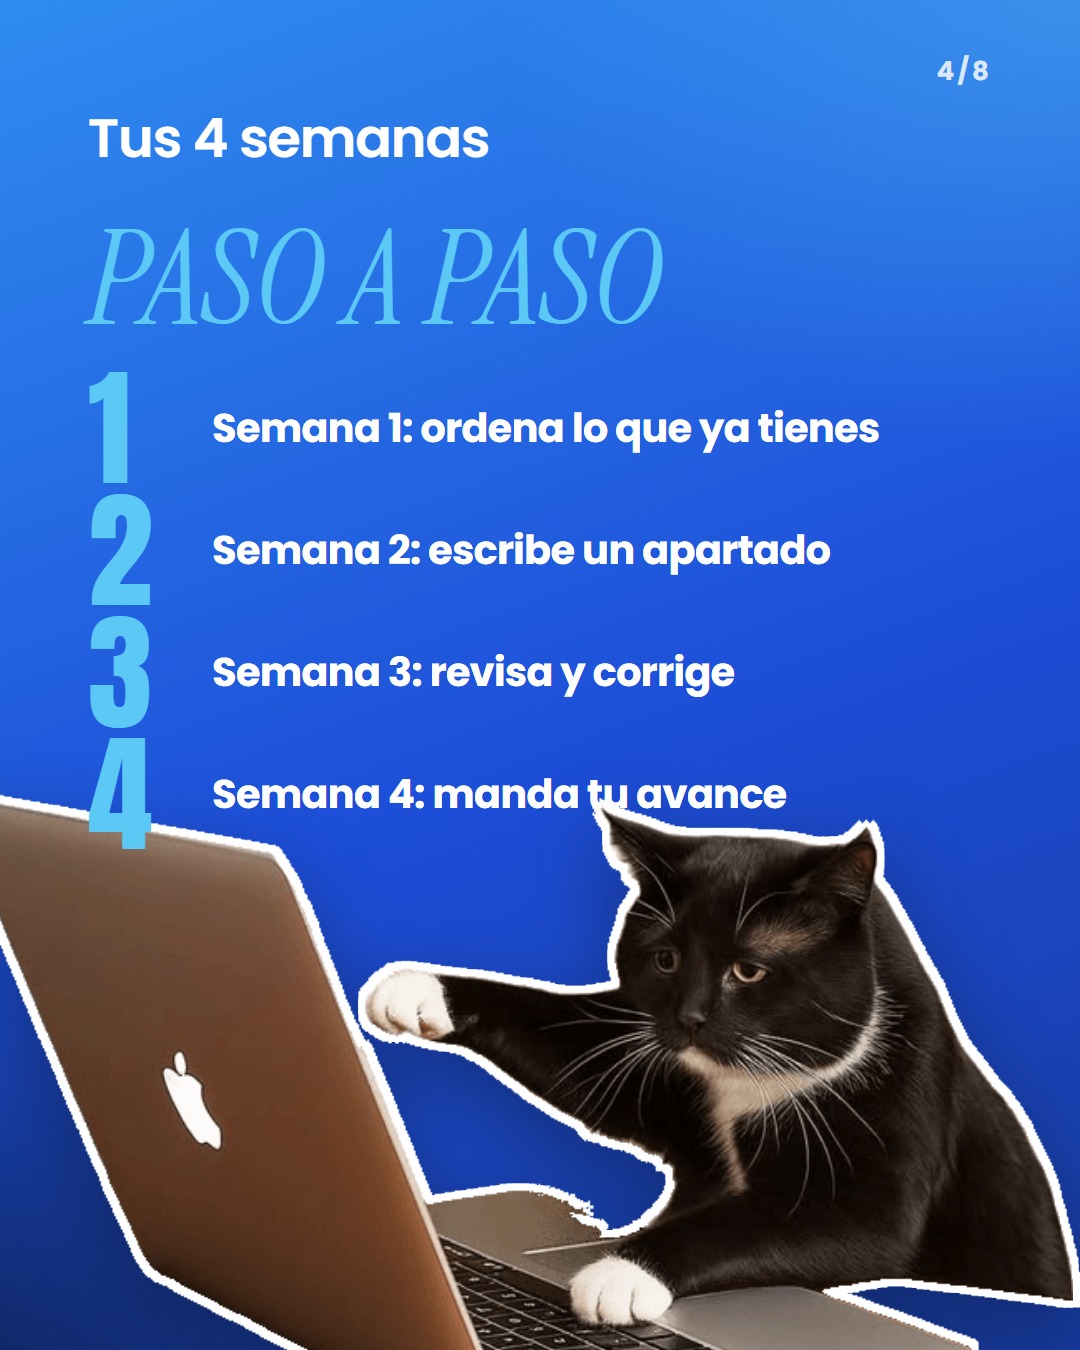 4/8
Tus 4 semanas
PASO A PASO
1
Semana 1: ordena lo que ya tienes
2
Semana 2: escribe un apartado
3
Semana 3: revisa y corrige
4
Semana 4: manda tu avance